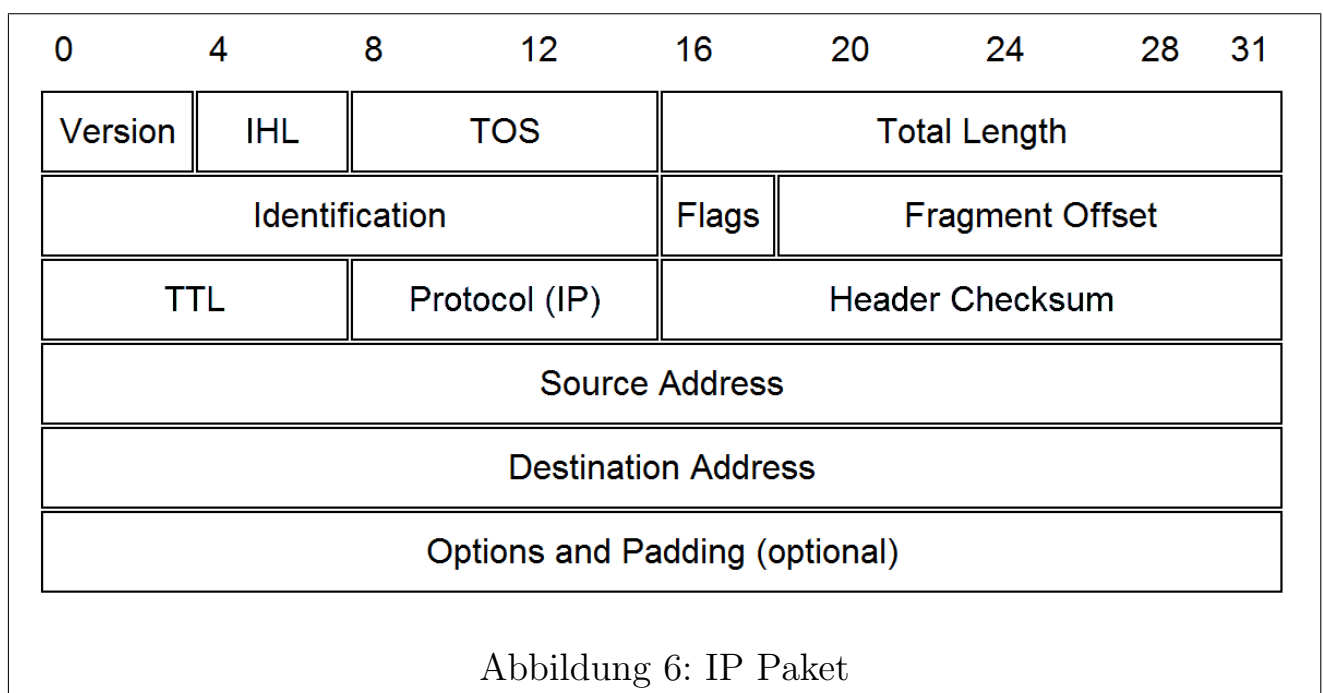 0 4 8 12 16 20 24 28 31
Version IHL TOS Total Length
Identification Flags Fragment Offset
TTL Protocol (IP) Header Checksum
Source Address
Destination Address
Options and Padding (optional)
Abbildung 6: IP Paket